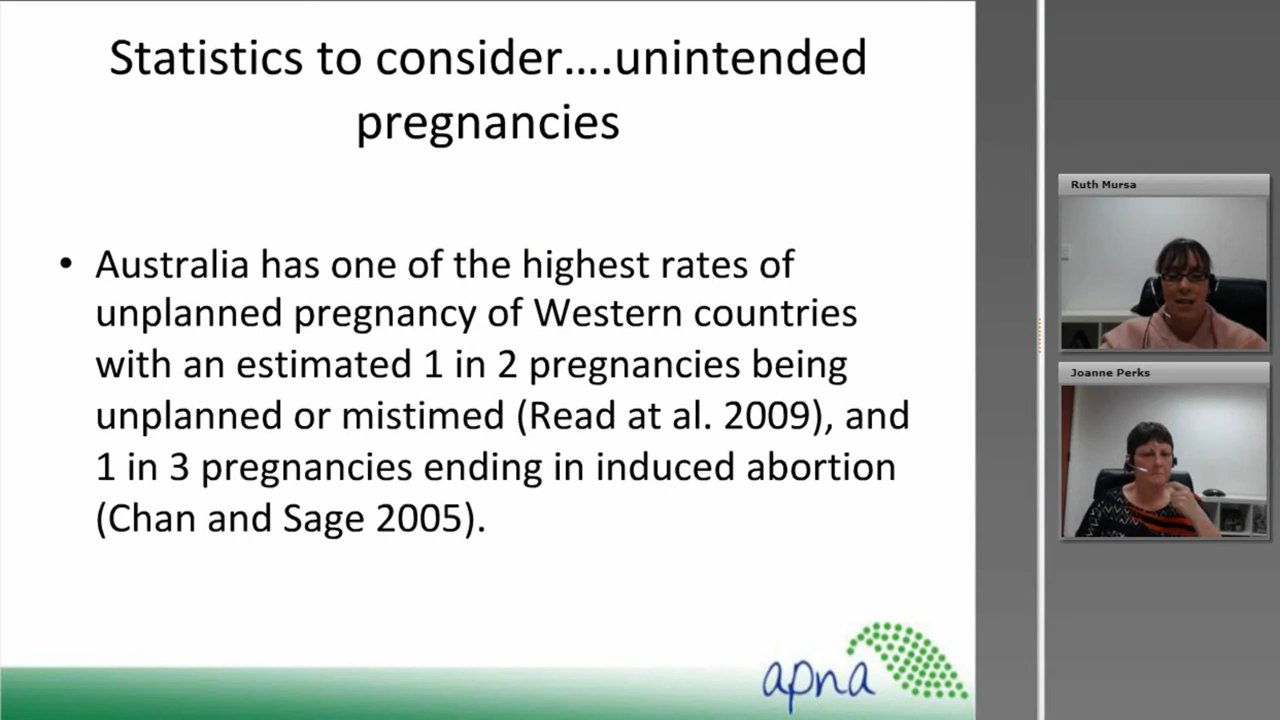 Statistics to consider....unintended
pregnancies
• Australia has one of the highest rates of
unplanned pregnancy of Western countries
with an estimated 1 in 2 pregnancies being
unplanned or mistimed (Read at al. 2009), and
1 in 3 pregnancies ending in induced abortion
(Chan and Sage 2005).
apna
Ruth Mursa
Joanne Perks